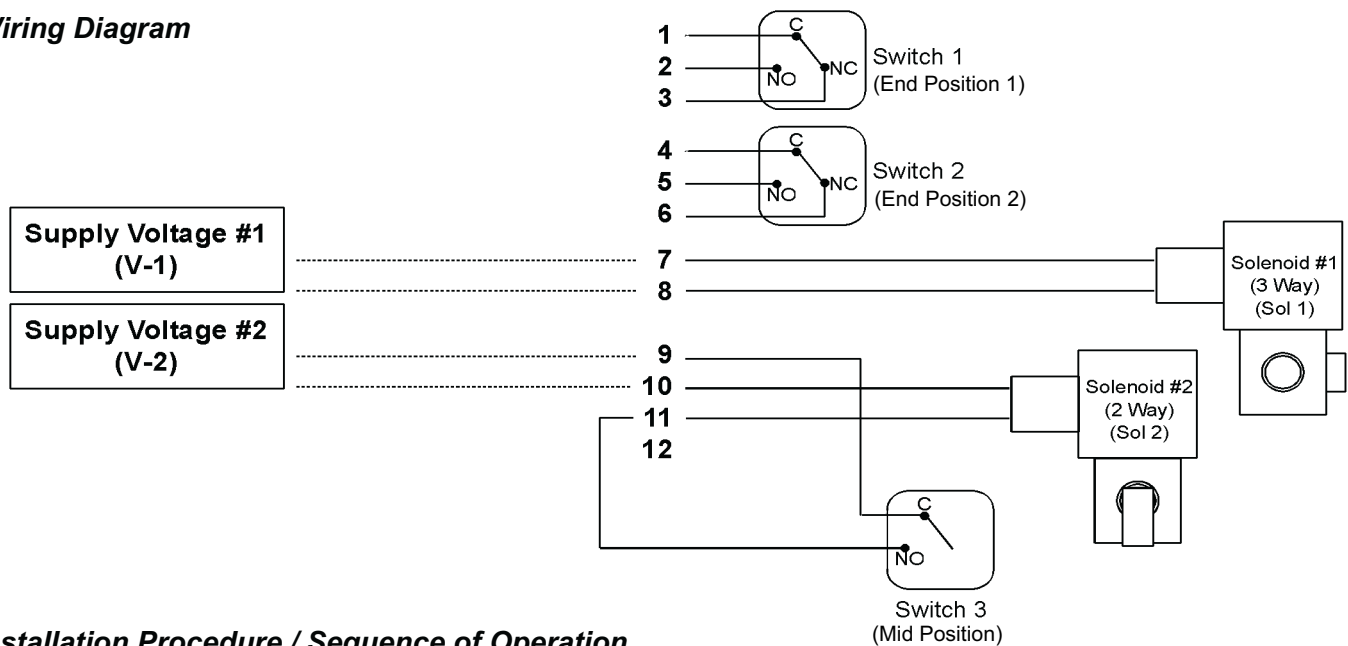 iring Diagram
1
2
3
C
NO
NC
Switch 1
(End Position 1)
4
5
6
C
NO
NC
Switch 2
(End Position 2)
Supply Voltage #1
(V-1)
7
8
Solenoid #1
(3 Way)
(Sol 1)
Supply Voltage #2
(V-2)
9
10
11
12
Solenoid #2
(2 Way)
(Sol 2)
C
NO
Switch 3
(Mid Position)
nstallation Procedure / Sequence of Operation